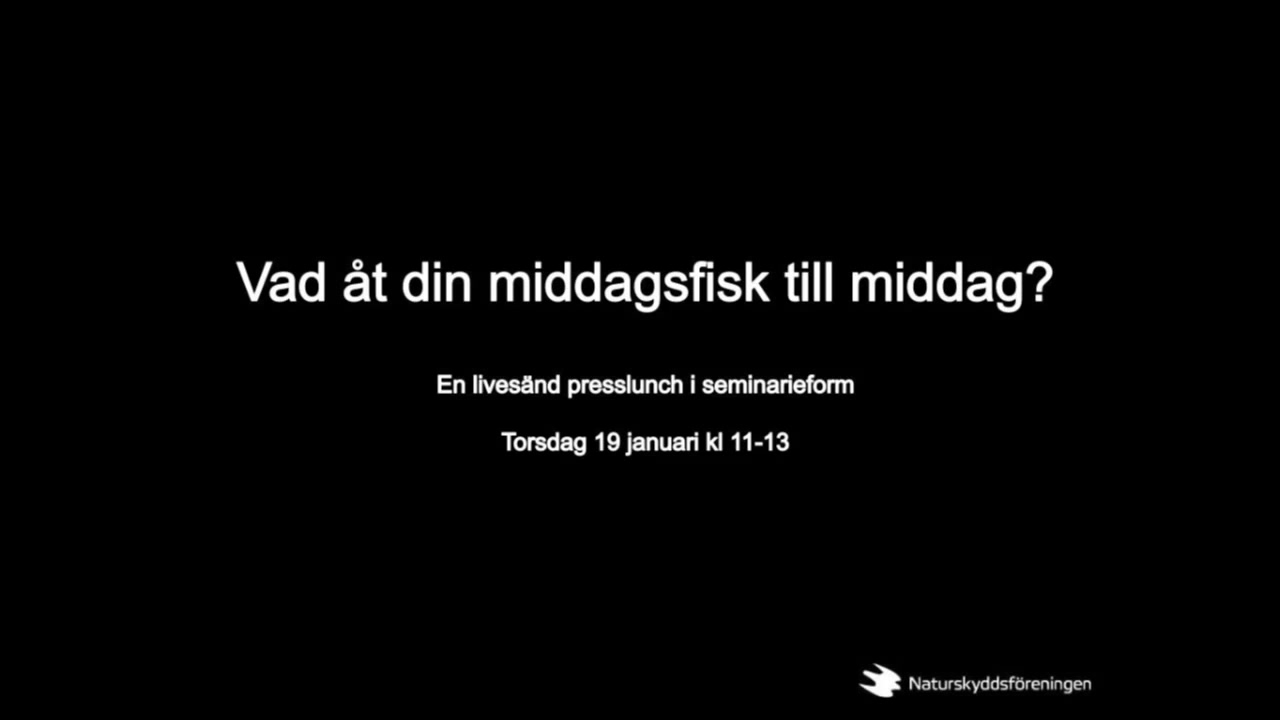 Vad åt din middagsfisk till middag?
En livesänd presslunch i seminarieform
Torsdag 19 januari kl 11-13
Naturskyddsföreningen